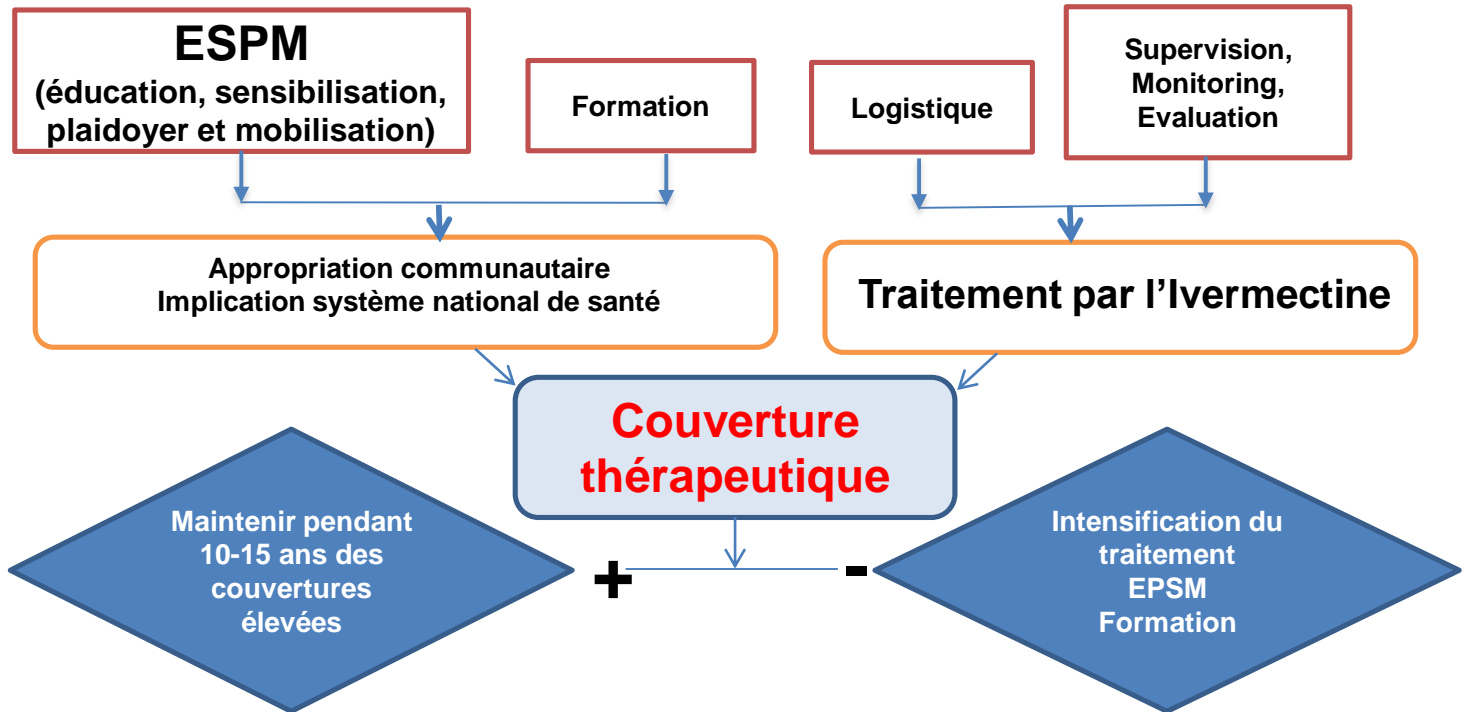 ESPM
(éducation, sensibilisation,
plaidoyer et mobilisation)
Formation
Logistique
Supervision,
Monitoring,
Evaluation
Appropriation communautaire
Implication système national de santé
Traitement par l’Ivermectine
Couverture
thérapeutique
Maintenir pendant
10-15 ans des
couvertures
élevées
+
-
Intensification du
traitement
EPSM
Formation